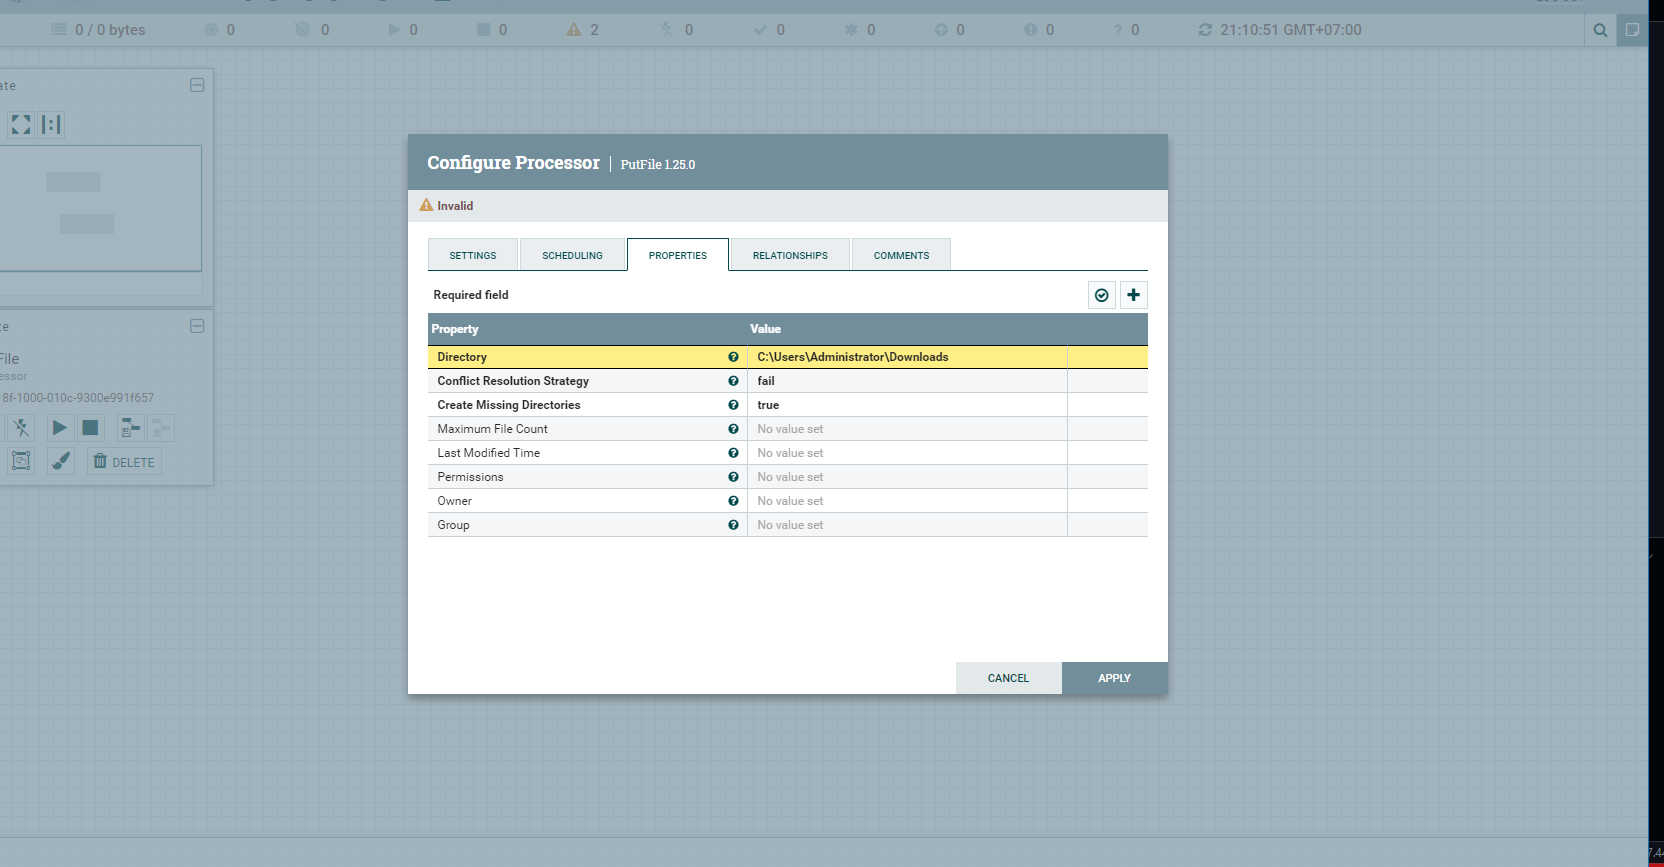 0 / 0 bytes 0 0 0 0 2 0 0 0 0 0 0 21:10:51 GMT+07:00
ate
te
File
essor
8f-1000-010c-9300e991f657
DELETE
Configure Processor | PutFile 1.25.0
Invalid
SETTINGS SCHEDULING PROPERTIES RELATIONSHIPS COMMENTS
Required field
Property Value
Directory C:\Users\Administrator\Downloads
Conflict Resolution Strategy fail
Create Missing Directories true
Maximum File Count No value set
Last Modified Time No value set
Permissions No value set
Owner No value set
Group No value set
CANCEL APPLY